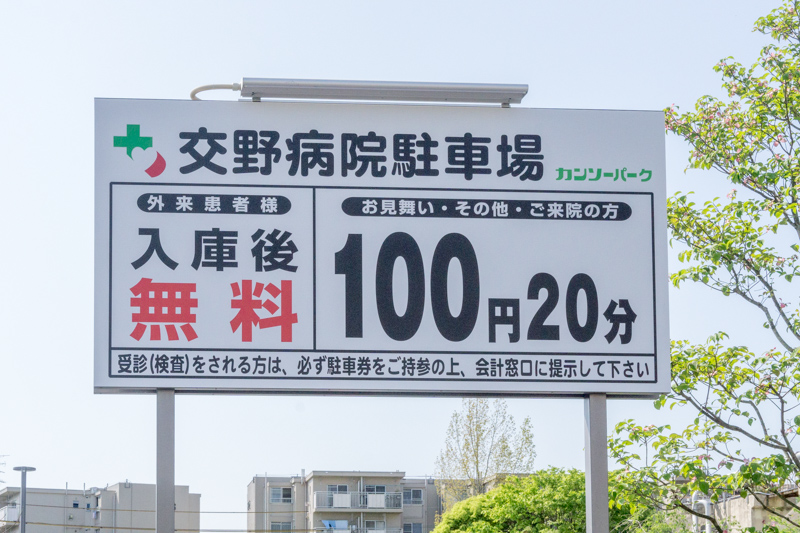 交野病院駐車場
カンソーパーク
外来患者様
入庫後
無料
お見舞い・その他・ご来院の方
100円20分
受診(検査)をされる方は、必ず駐車券をご持参の上、会計窓口に提示して下さい